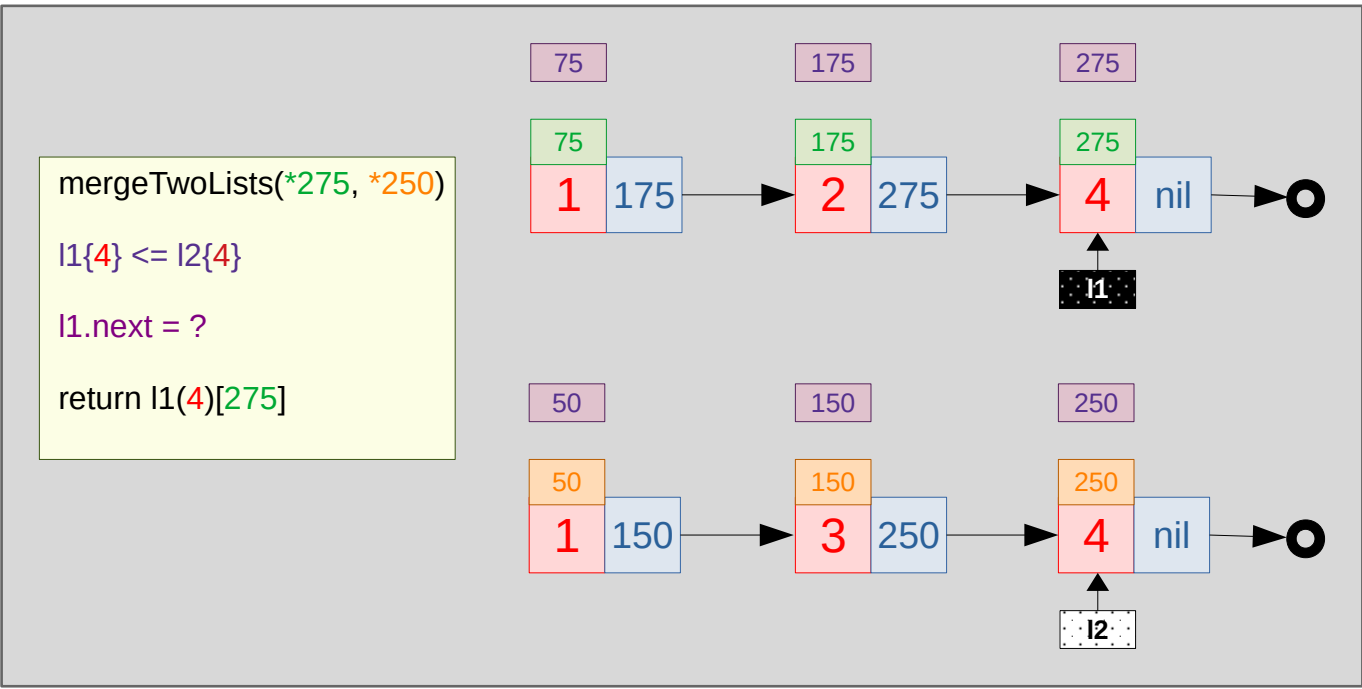 mergeTwoLists(*275, *250)
l1{4} <= l2{4}
l1.next = ?
return l1(4)[275]
75 175 275
75 175 275
1 175 2 275 4 nil
l1
50 150 250
50 150 250
1 150 3 250 4 nil
l2